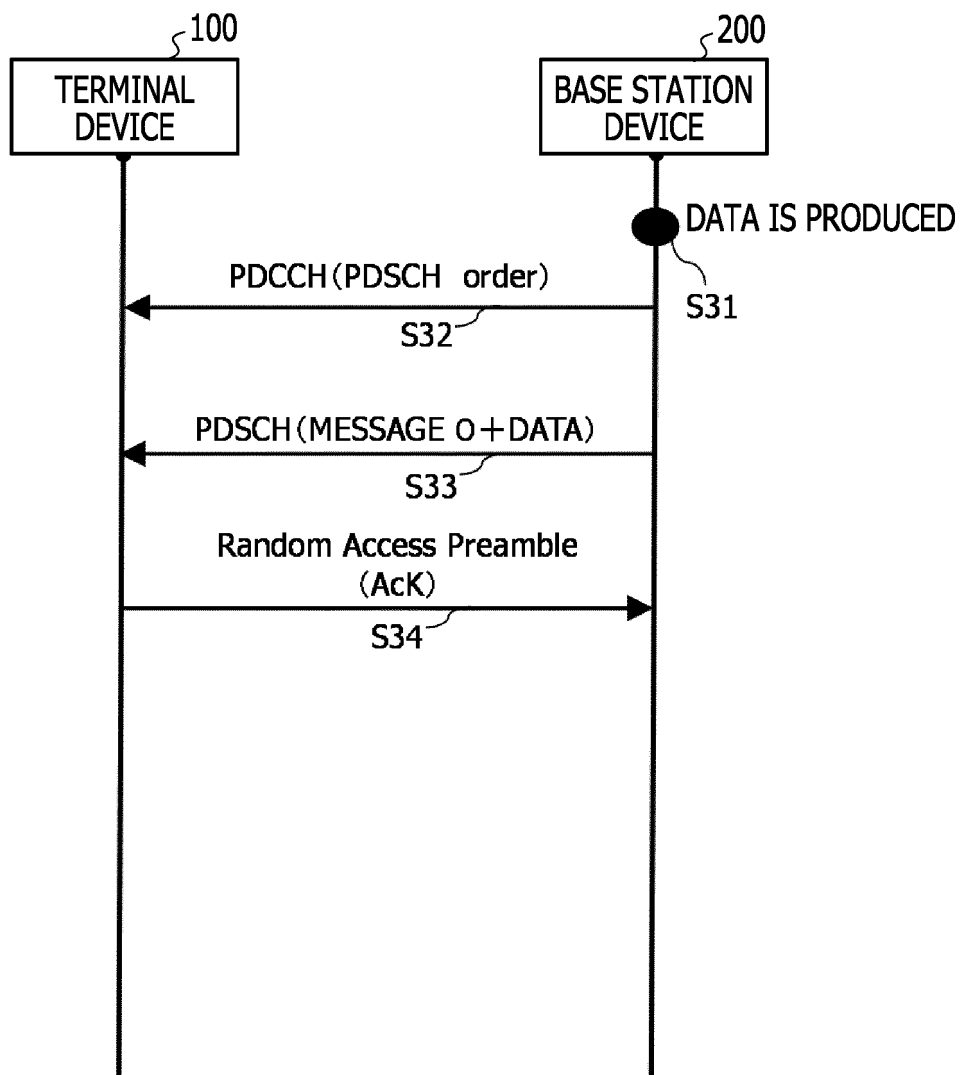 100
200
TERMINAL
DEVICE
BASE STATION
DEVICE
DATA IS PRODUCED
S31
PDCCH(PDSCH order)
S32
PDSCH(MESSAGE 0+DATA)
S33
Random Access Preamble
(AcK)
S34